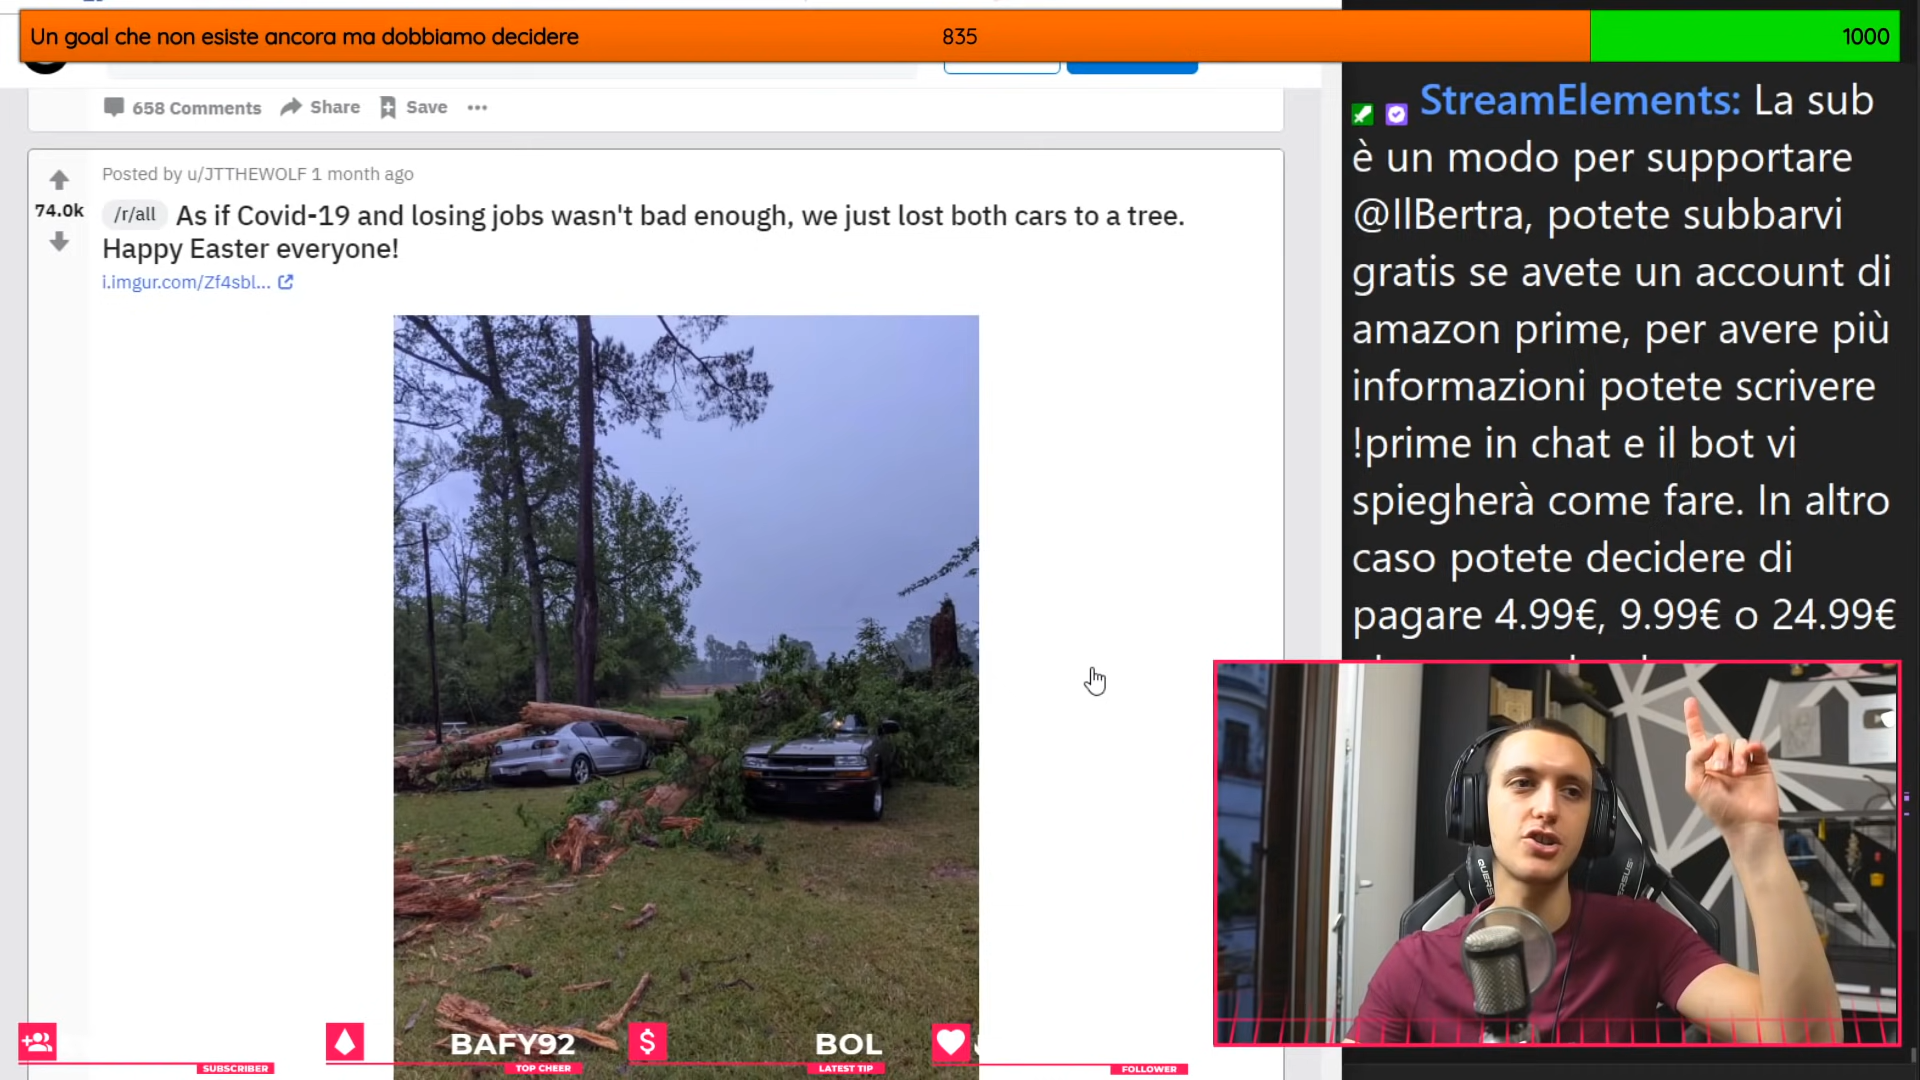 Un goal che non esiste ancora ma dobbiamo decidere
835
1000
658 Comments
Share
Save
Posted by u/JTTHEWOLF 1 month ago
74.0k
/r/all As if Covid-19 and losing jobs wasn't bad enough, we just lost both cars to a tree.
Happy Easter everyone!
i.imgur.com/Zf4sbl...
StreamElements: La sub
è un modo per supportare
@IlBertra, potete subbarvi
gratis se avete un account di
amazon prime, per avere più
informazioni potete scrivere
!prime in chat e il bot vi
spiegherà come fare. In altro
caso potete decidere di
pagare 4.99€, 9.99€ o 24.99€
SUBSCRIBER
BAFY92
TOP CHEER
$
BOL
LATEST TIP
FOLLOWER